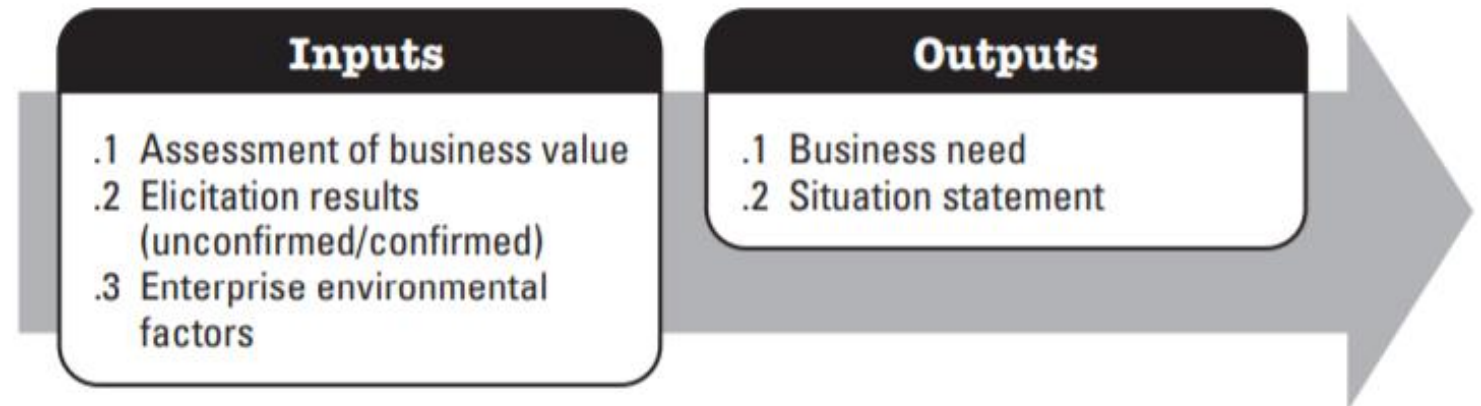 Inputs
.1 Assessment of business value
.2 Elicitation results
(unconfirmed/confirmed)
.3 Enterprise environmental
factors
Outputs
.1 Business need
.2 Situation statement